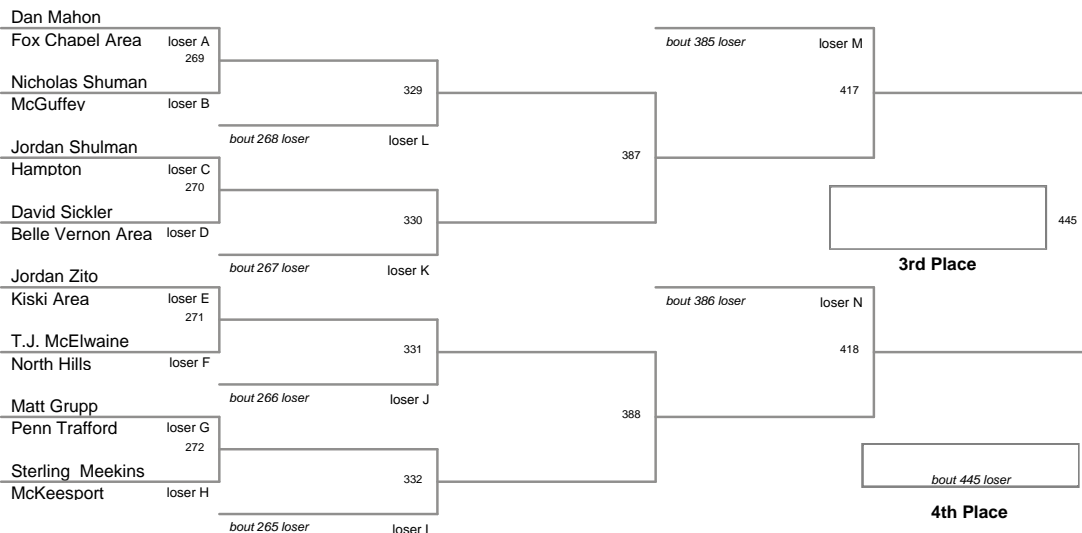 Dan Mahon
Fox Chapel Area loser A
269
Nicholas Shuman
McGuffey loser B
329
bout 268 loser loser L
Jordan Shulman
Hampton loser C
270
David Sickler
Belle Vernon Area loser D
330
bout 267 loser loser K
387
Jordan Zito
Kiski Area loser E
271
T.J. McElwaine
North Hills loser F
331
bout 266 loser loser J
Matt Grupp
Penn Trafford loser G
272
Sterling Meekins
McKeesport loser H
332
bout 265 loser loser I
388
bout 385 loser loser M
417
445
3rd Place
bout 386 loser loser N
418
bout 445 loser
4th Place